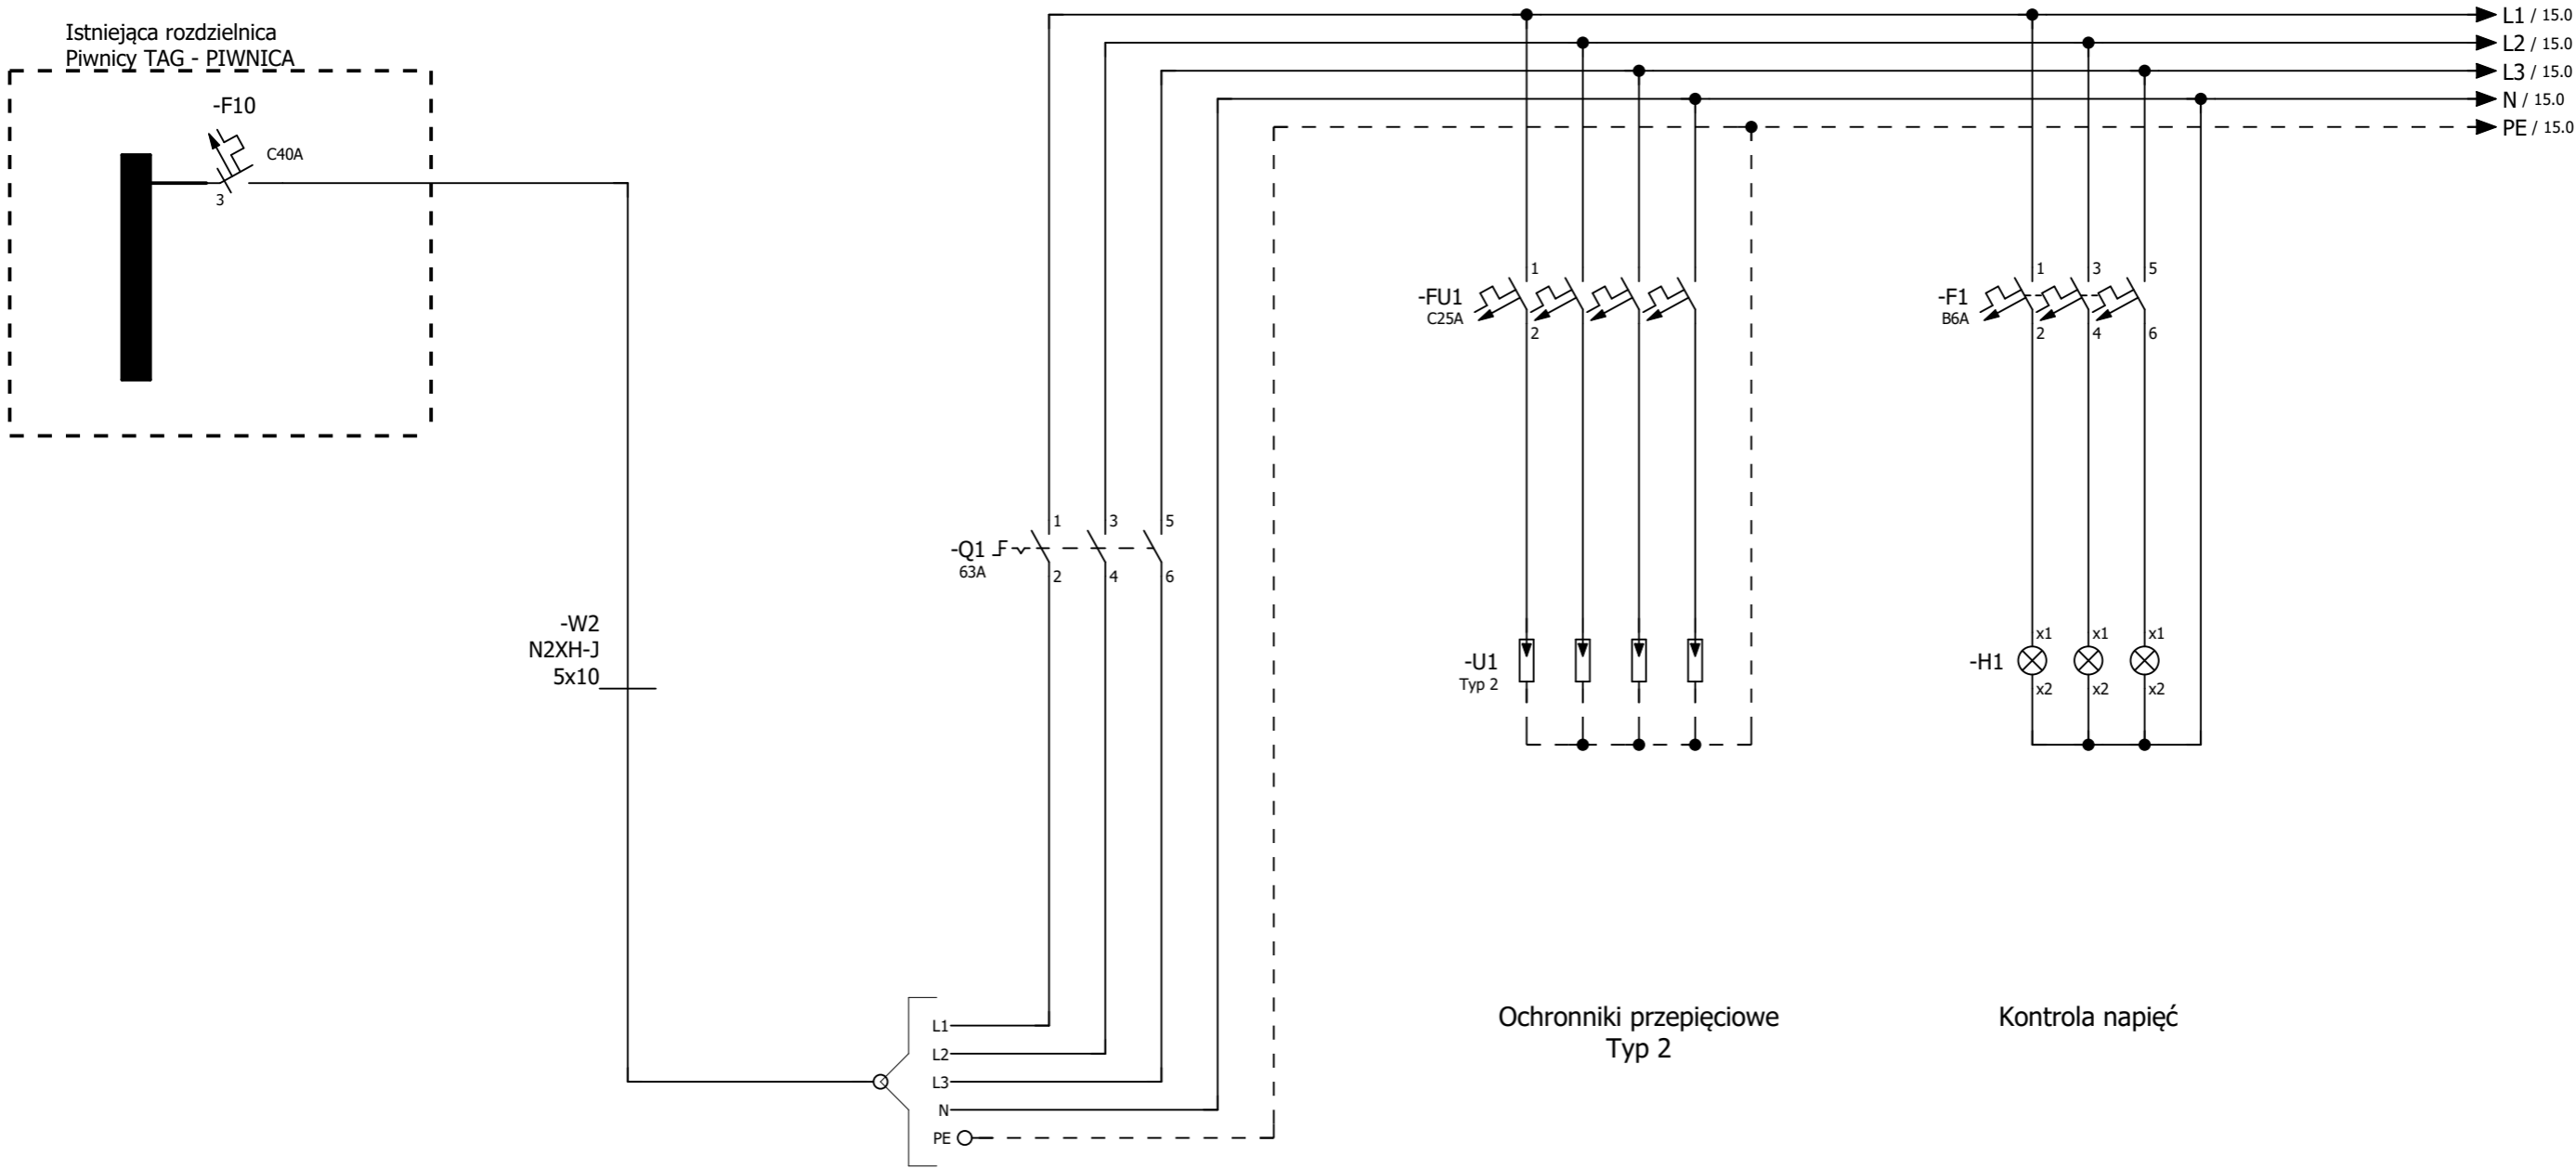 Istniejąca rozdzielnica
Piwnicy TAG - PIWNICA
-F10
C40A
3
L1 / 15.0
L2 / 15.0
L3 / 15.0
N / 15.0
PE / 15.0
-FU1
C25A
1
2
-F1
B6A
1 3 5
2 4 6
-Q1
63A
1 3 5
2 4 6
-W2
N2XH-J
5x10
-U1
Typ 2
-H1
x1 x1 x1
x2 x2 x2
L1
L2
L3
N
PE
Ochronniki przepięciowe
Typ 2
Kontrola napięć